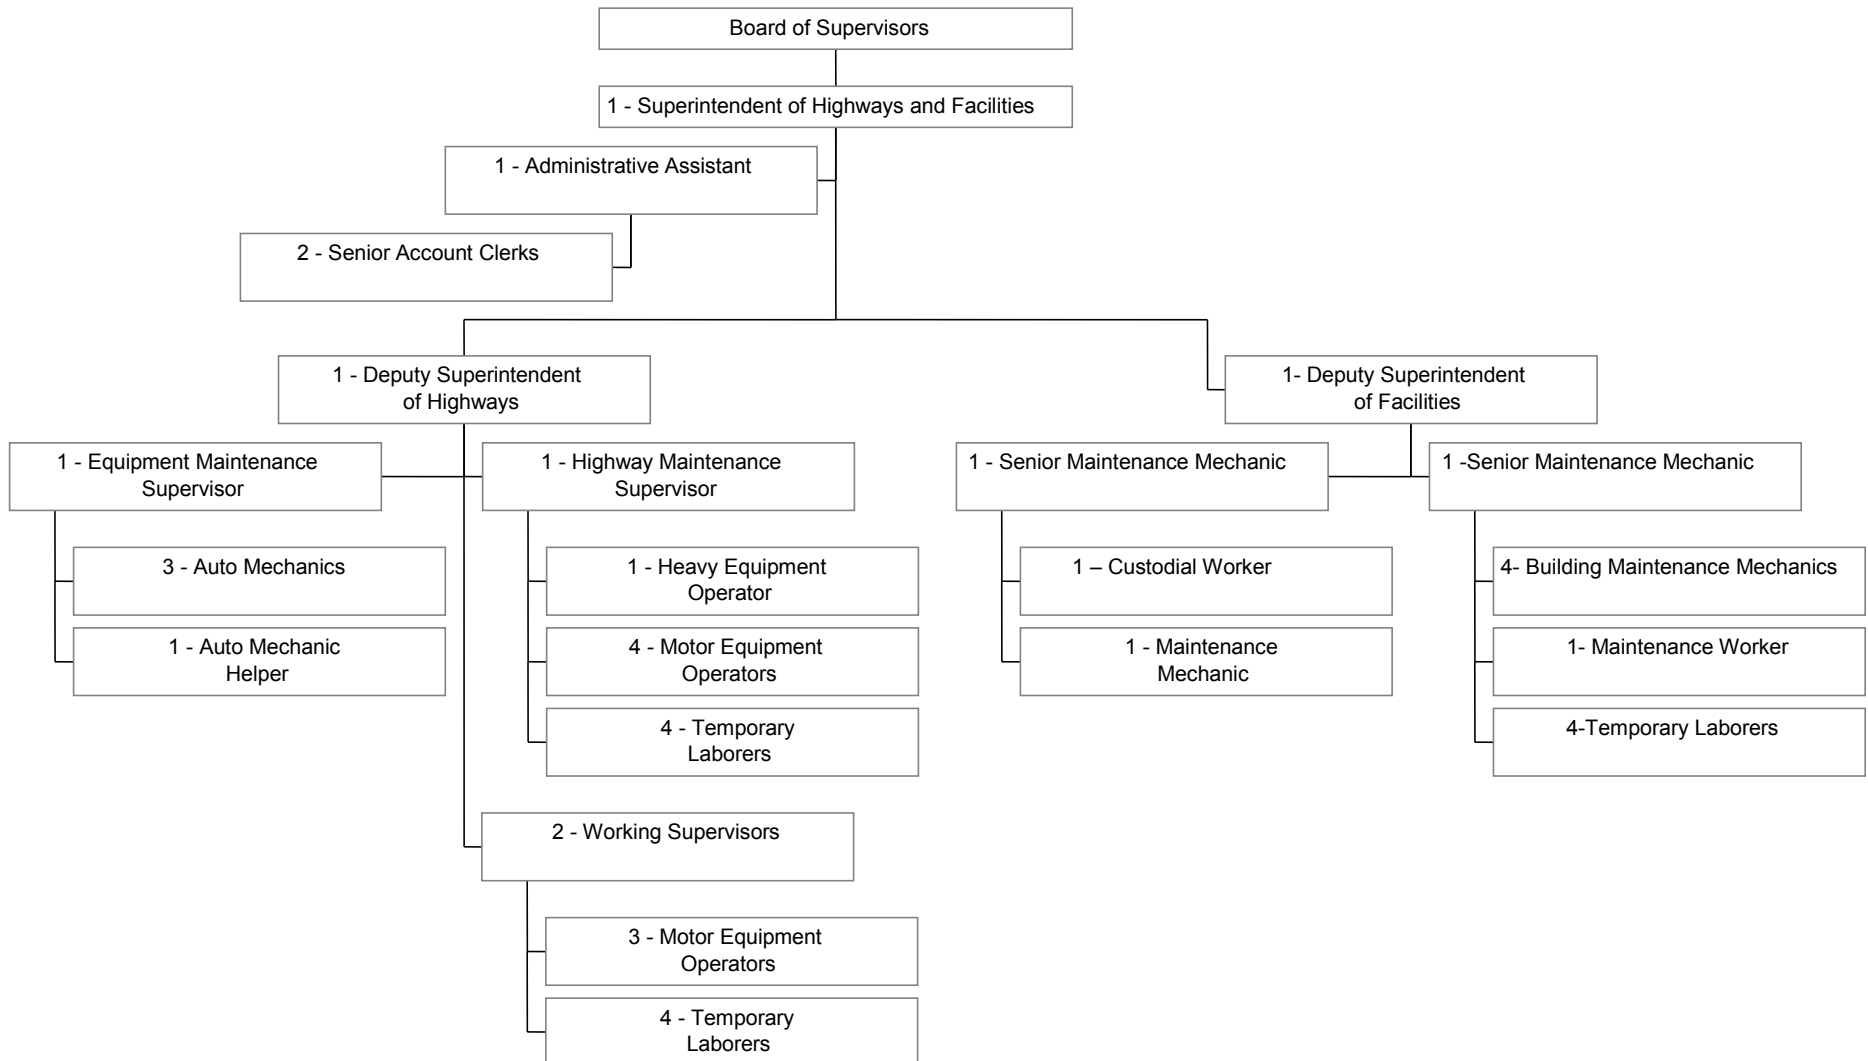 Board of Supervisors
1 - Superintendent of Highways and Facilities
1 - Administrative Assistant
2 - Senior Account Clerks
1 - Deputy Superintendent
of Highways
1- Deputy Superintendent
of Facilities
1 - Equipment Maintenance
Supervisor
1 - Highway Maintenance
Supervisor
1 - Senior Maintenance Mechanic
1 -Senior Maintenance Mechanic
3 - Auto Mechanics
1 - Auto Mechanic
Helper
1 - Heavy Equipment
Operator
4 - Motor Equipment
Operators
4 - Temporary
Laborers
1 – Custodial Worker
1 - Maintenance
Mechanic
4- Building Maintenance Mechanics
1- Maintenance Worker
4-Temporary Laborers
2 - Working Supervisors
3 - Motor Equipment
Operators
4 - Temporary
Laborers